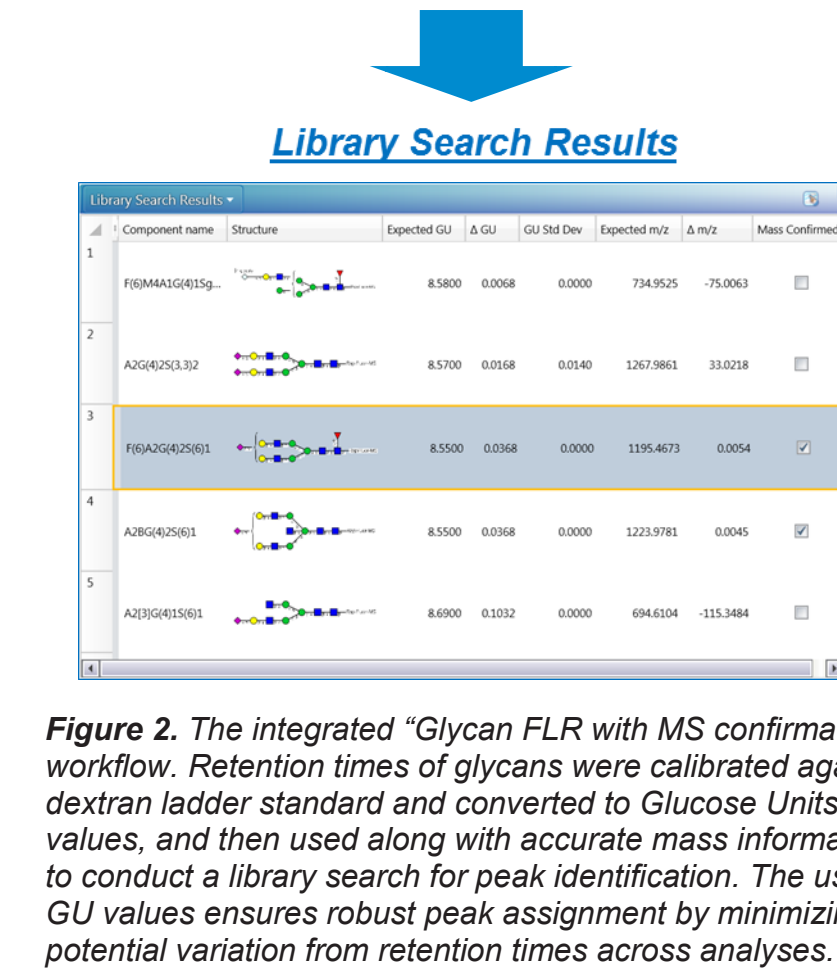 Library Search Results
Library Search Results
Component name Structure Expected GU Δ GU GU Std Dev Expected m/z Δ m/z Mass Confirmed
1
F(6)M4A1G(4)1Sg... 8.5800 0.0068 0.0000 734.9525 -75.0063
2
A2G(4)2S(3,3)2 8.5700 0.0168 0.0140 1267.9861 33.0218
3
F(6)A2G(4)2S(6)1 8.5500 0.0368 0.0000 1195.4673 0.0054
4
A2BG(4)2S(6)1 8.5500 0.0368 0.0000 1223.9781 0.0045
5
A2[3]G(4)1S(6)1 8.6900 0.1032 0.0000 694.6104 -115.3484
Figure 2. The integrated “Glycan FLR with MS confirma
workflow. Retention times of glycans were calibrated aga
dextran ladder standard and converted to Glucose Units
values, and then used along with accurate mass informa
to conduct a library search for peak identification. The us
GU values ensures robust peak assignment by minimizin
potential variation from retention times across analyses.